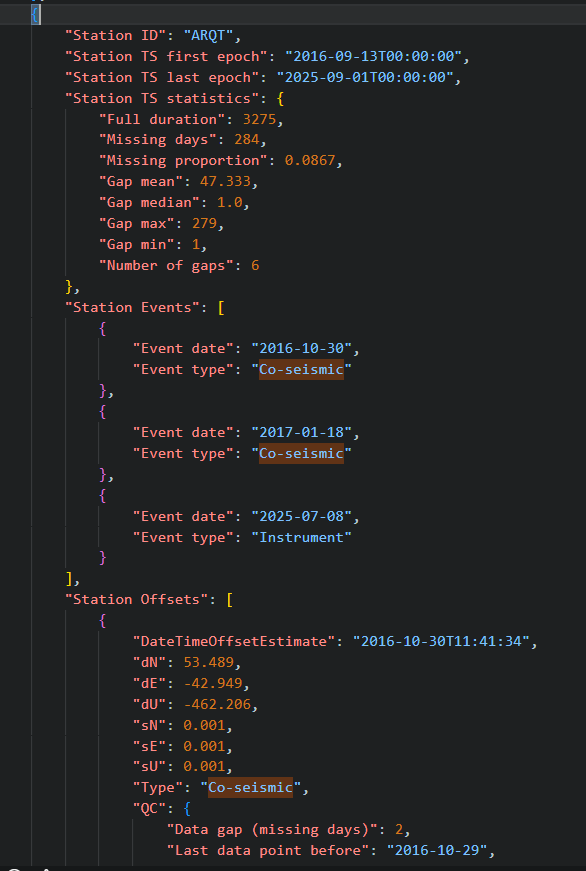 {
"Station ID": "ARQT",
"Station TS first epoch": "2016-09-13T00:00:00",
"Station TS last epoch": "2025-09-01T00:00:00",
"Station TS statistics": {
"Full duration": 3275,
"Missing days": 284,
"Missing proportion": 0.0867,
"Gap mean": 47.333,
"Gap median": 1.0,
"Gap max": 279,
"Gap min": 1,
"Number of gaps": 6
},
"Station Events": [
{
"Event date": "2016-10-30",
"Event type": "Co-seismic"
},
{
"Event date": "2017-01-18",
"Event type": "Co-seismic"
},
{
"Event date": "2025-07-08",
"Event type": "Instrument"
}
],
"Station Offsets": [
{
"DateTimeOffsetEstimate": "2016-10-30T11:41:34",
"dN": 53.489,
"dE": -42.949,
"dU": -462.206,
"sN": 0.001,
"sE": 0.001,
"sU": 0.001,
"Type": "Co-seismic",
"QC": {
"Data gap (missing days)": 2,
"Last data point before": "2016-10-29",